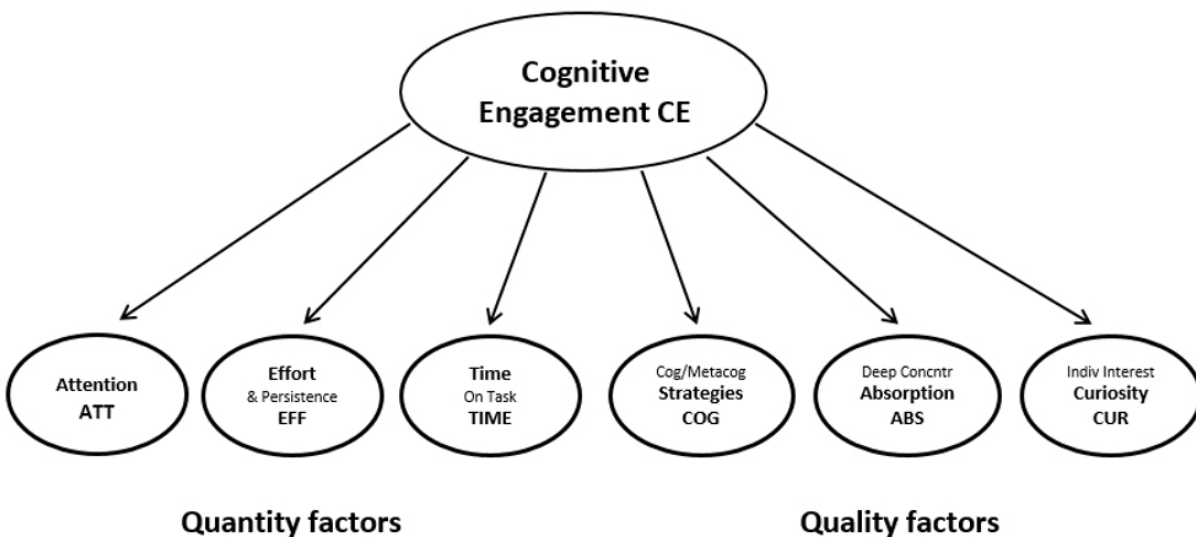 Cognitive
Engagement CE
Attention
ATT
Effort
& Persistence
EFF
Time
On Task
TIME
Cog/Metacog
Strategies
COG
Deep Concntr
Absorption
ABS
Indiv Interest
Curiosity
CUR
Quantity factors
Quality factors